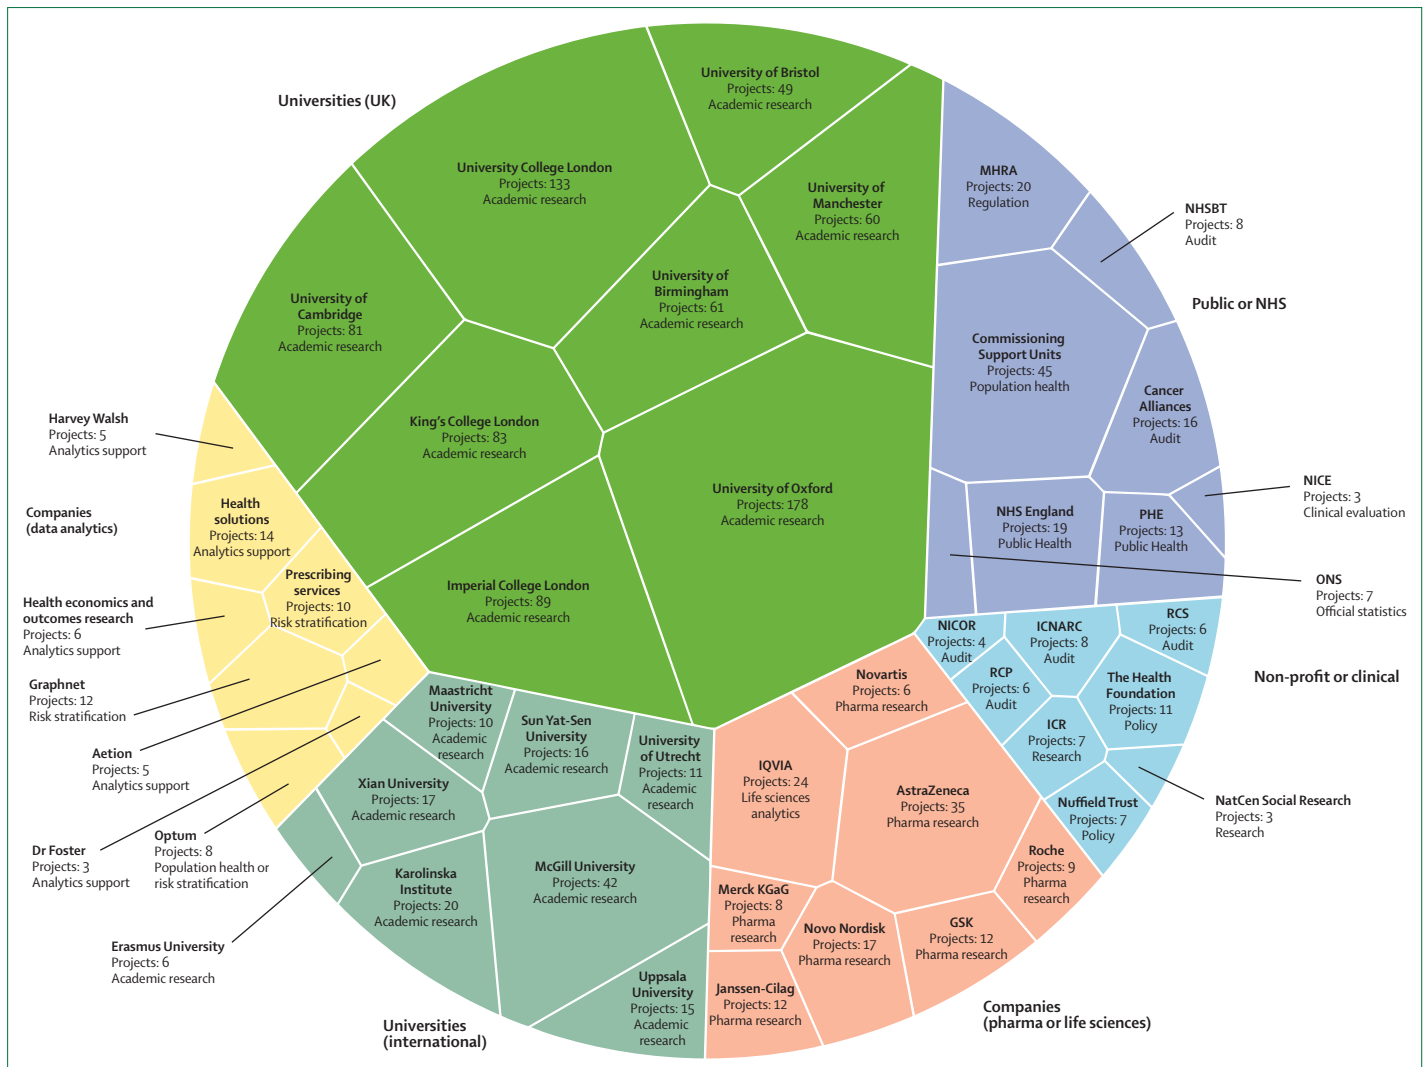 Universities (UK)
University of Bristol
Projects: 49
Academic research
University College London
Projects: 133
Academic research
University of
Manchester
Projects: 60
Academic research
University of
Birmingham
Projects: 61
Academic research
University of
Cambridge
Projects: 81
Academic research
King's College London
Projects: 83
Academic research
University of Oxford
Projects: 178
Academic research
Imperial College London
Projects: 89
Academic research
Public or NHS
MHRA
Projects: 20
Regulation
NHSBT
Projects: 8
Audit
Commissioning
Support Units
Projects: 45
Population health
Cancer
Alliances
Projects: 16
Audit
NICE
Projects: 3
Clinical evaluation
NHS England
Projects: 19
Public Health
PHE
Projects: 13
Public Health
ONS
Projects: 7
Official statistics
Non-profit or clinical
NICOR
Projects: 4
Audit
ICNARC
Projects: 8
Audit
RCS
Projects: 6
Audit
RCP
Projects: 6
Audit
The Health
Foundation
Projects: 11
Policy
ICR
Projects: 7
Research
NatCen Social Research
Projects: 3
Research
Nuffield Trust
Projects: 7
Policy
Companies
(pharma or life sciences)
Novartis
Projects: 6
Pharma research
IQVIA
Projects: 24
Life sciences
analytics
AstraZeneca
Projects: 35
Pharma research
Roche
Projects: 9
Pharma
research
Merck KGaG
Projects: 8
Pharma
research
Novo Nordisk
Projects: 17
Pharma research
GSK
Projects: 12
Pharma research
Janssen-Cilag
Projects: 12
Pharma research
Universities
(international)
Maastricht
University
Projects: 10
Academic
research
Sun Yat-Sen
University
Projects: 16
Academic research
University
of Utrecht
Projects: 11
Academic
research
Xian University
Projects: 17
Academic research
Karolinska
Institute
Projects: 20
Academic research
McGill University
Projects: 42
Academic research
Uppsala
University
Projects: 15
Academic
research
Erasmus University
Projects: 6
Academic research
Companies
(data analytics)
Harvey Walsh
Projects: 5
Analytics support
Health
solutions
Projects: 14
Analytics support
Prescribing
services
Projects: 10
Risk stratification
Health economics and
outcomes research
Projects: 6
Analytics support
Graphnet
Projects: 12
Risk stratification
Aetion
Projects: 5
Analytics support
Dr Foster
Projects: 3
Analytics support
Optum
Projects: 8
Population health or
risk stratification